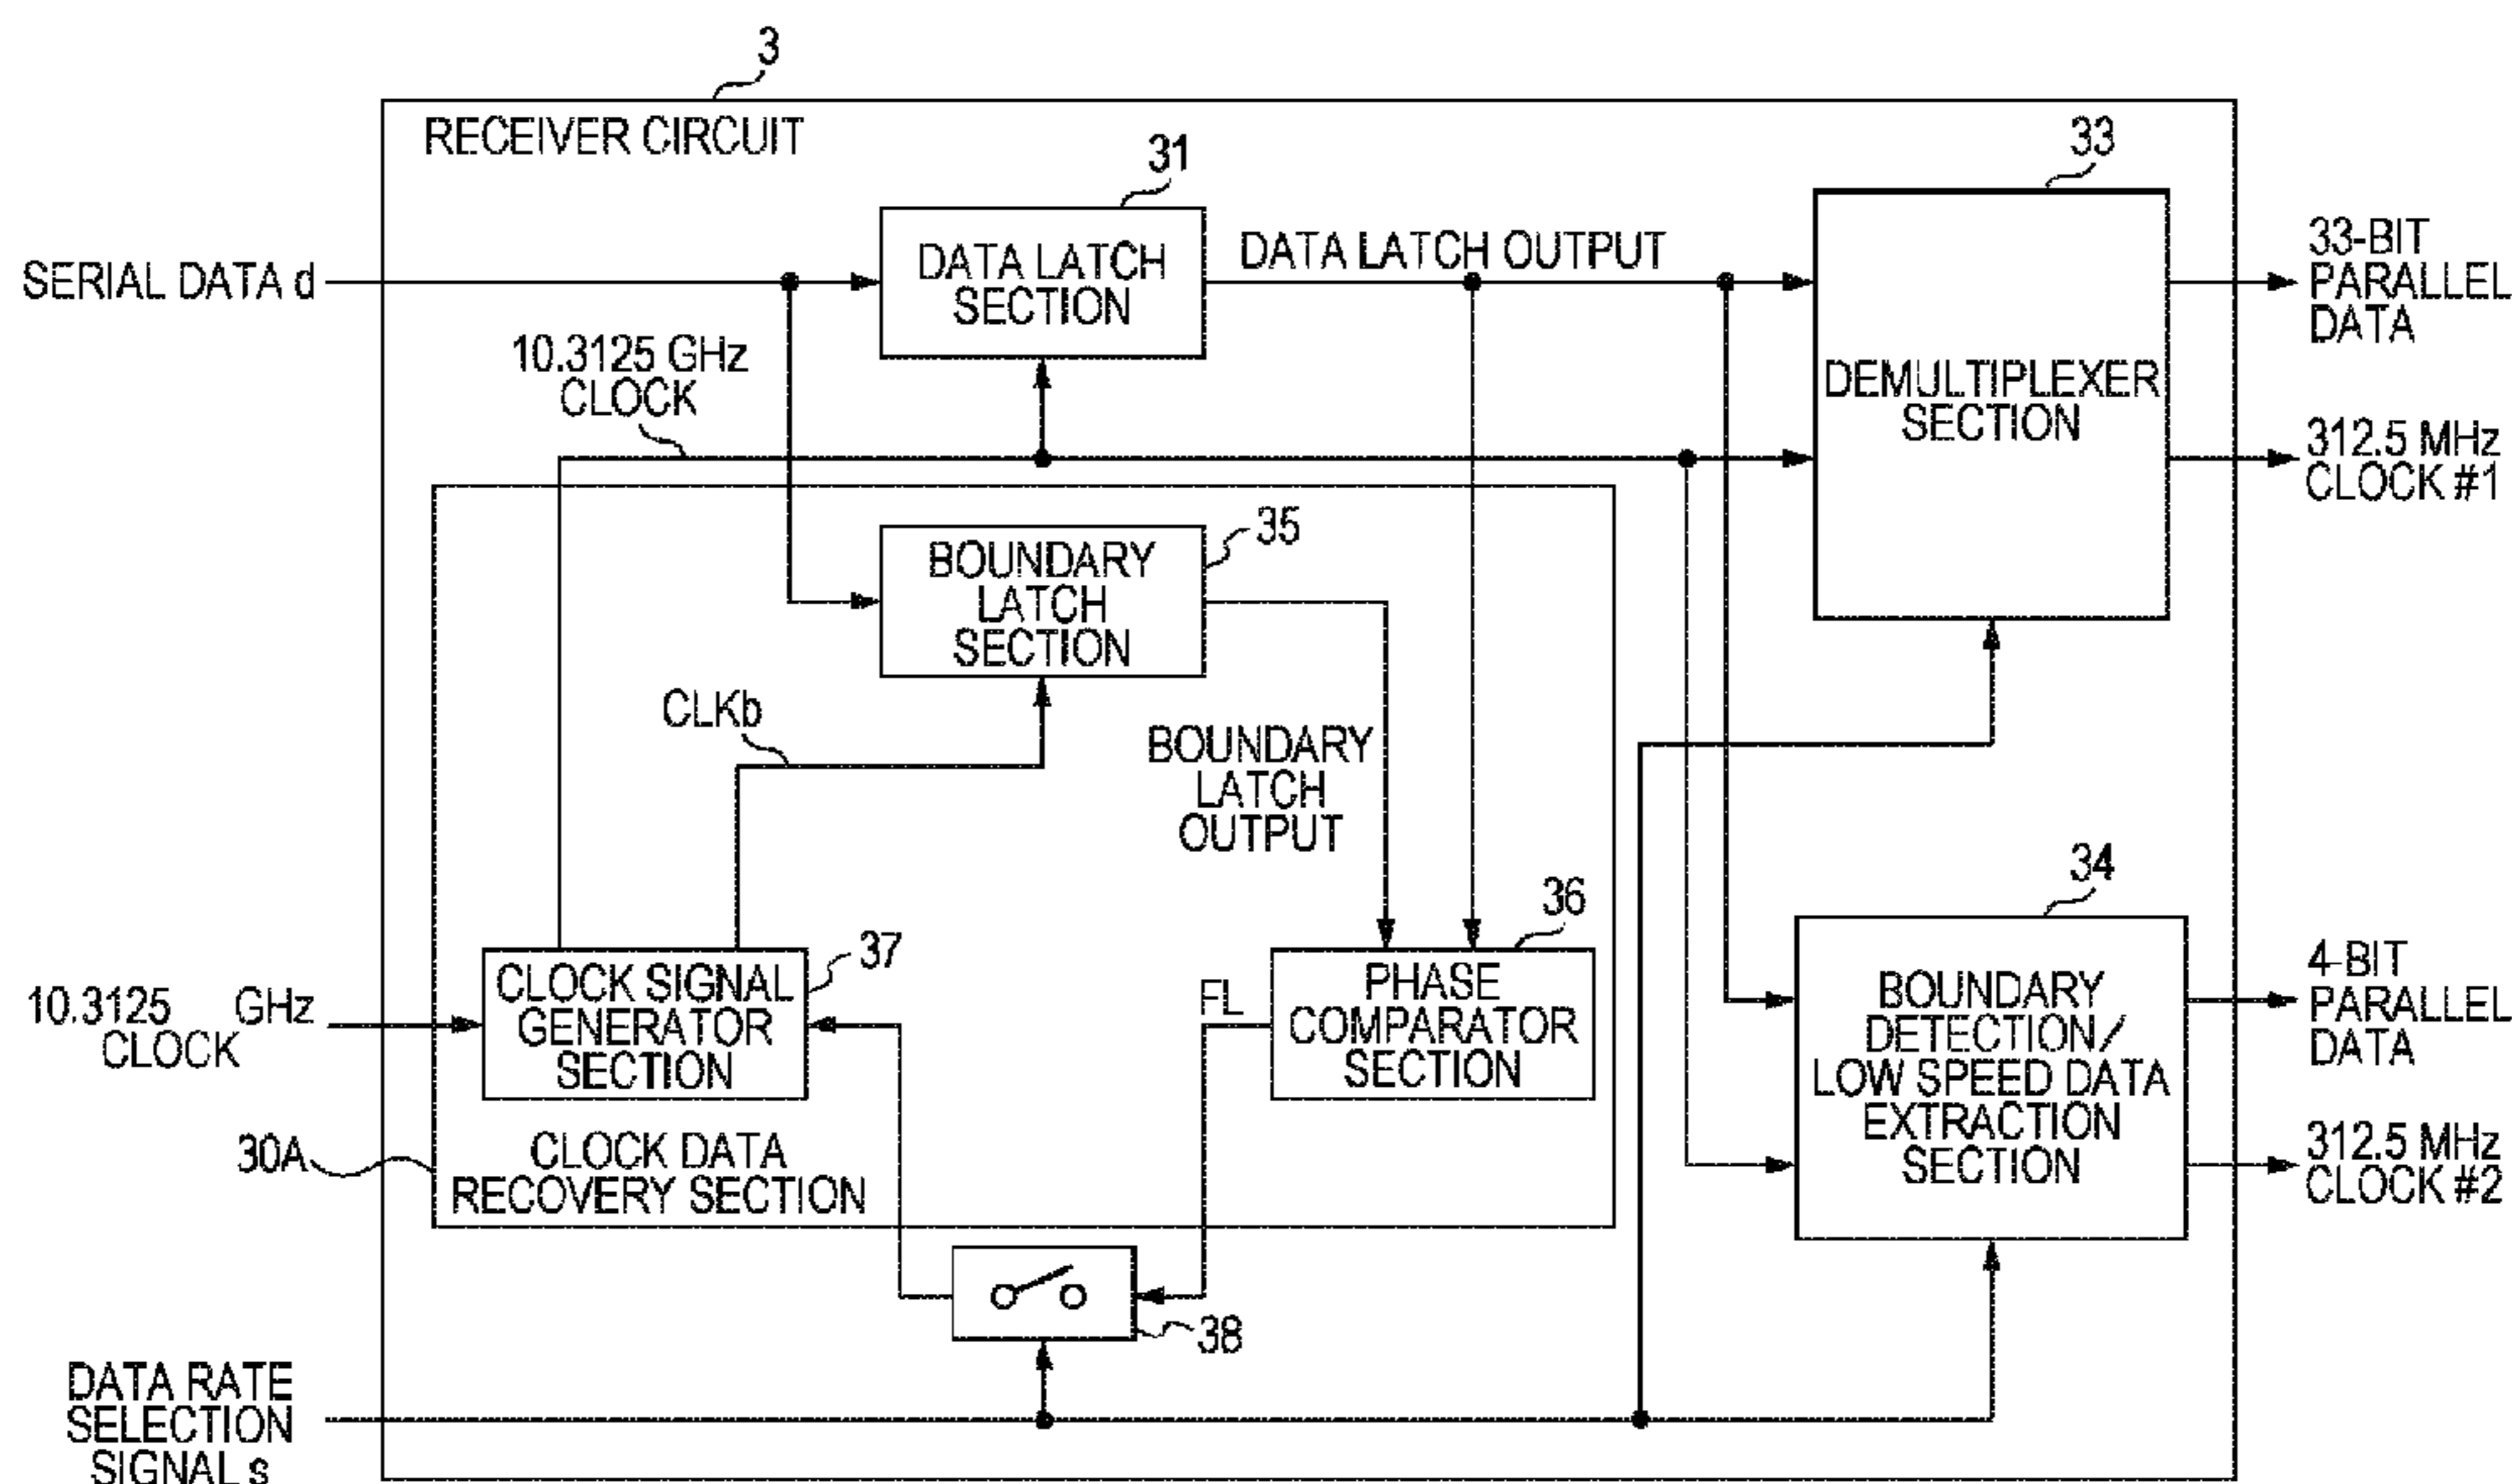 3
RECEIVER CIRCUIT
31
33
SERIAL DATA d
DATA LATCH
SECTION
DATA LATCH OUTPUT
33-BIT
PARALLEL
DATA
10.3125 GHz
CLOCK
DEMULTIPLEXER
SECTION
312.5 MHz
CLOCK #1
35
BOUNDARY
LATCH
SECTION
CLKb
BOUNDARY
LATCH
OUTPUT
34
36
37
10.3125 GHz
CLOCK
CLOCK SIGNAL
GENERATOR
SECTION
FL
PHASE
COMPARATOR
SECTION
BOUNDARY
DETECTION/
LOW SPEED DATA
EXTRACTION
SECTION
4-BIT
PARALLEL
DATA
312.5 MHz
CLOCK #2
30A
CLOCK DATA
RECOVERY SECTION
38
DATA RATE
SELECTION
SIGNAL s